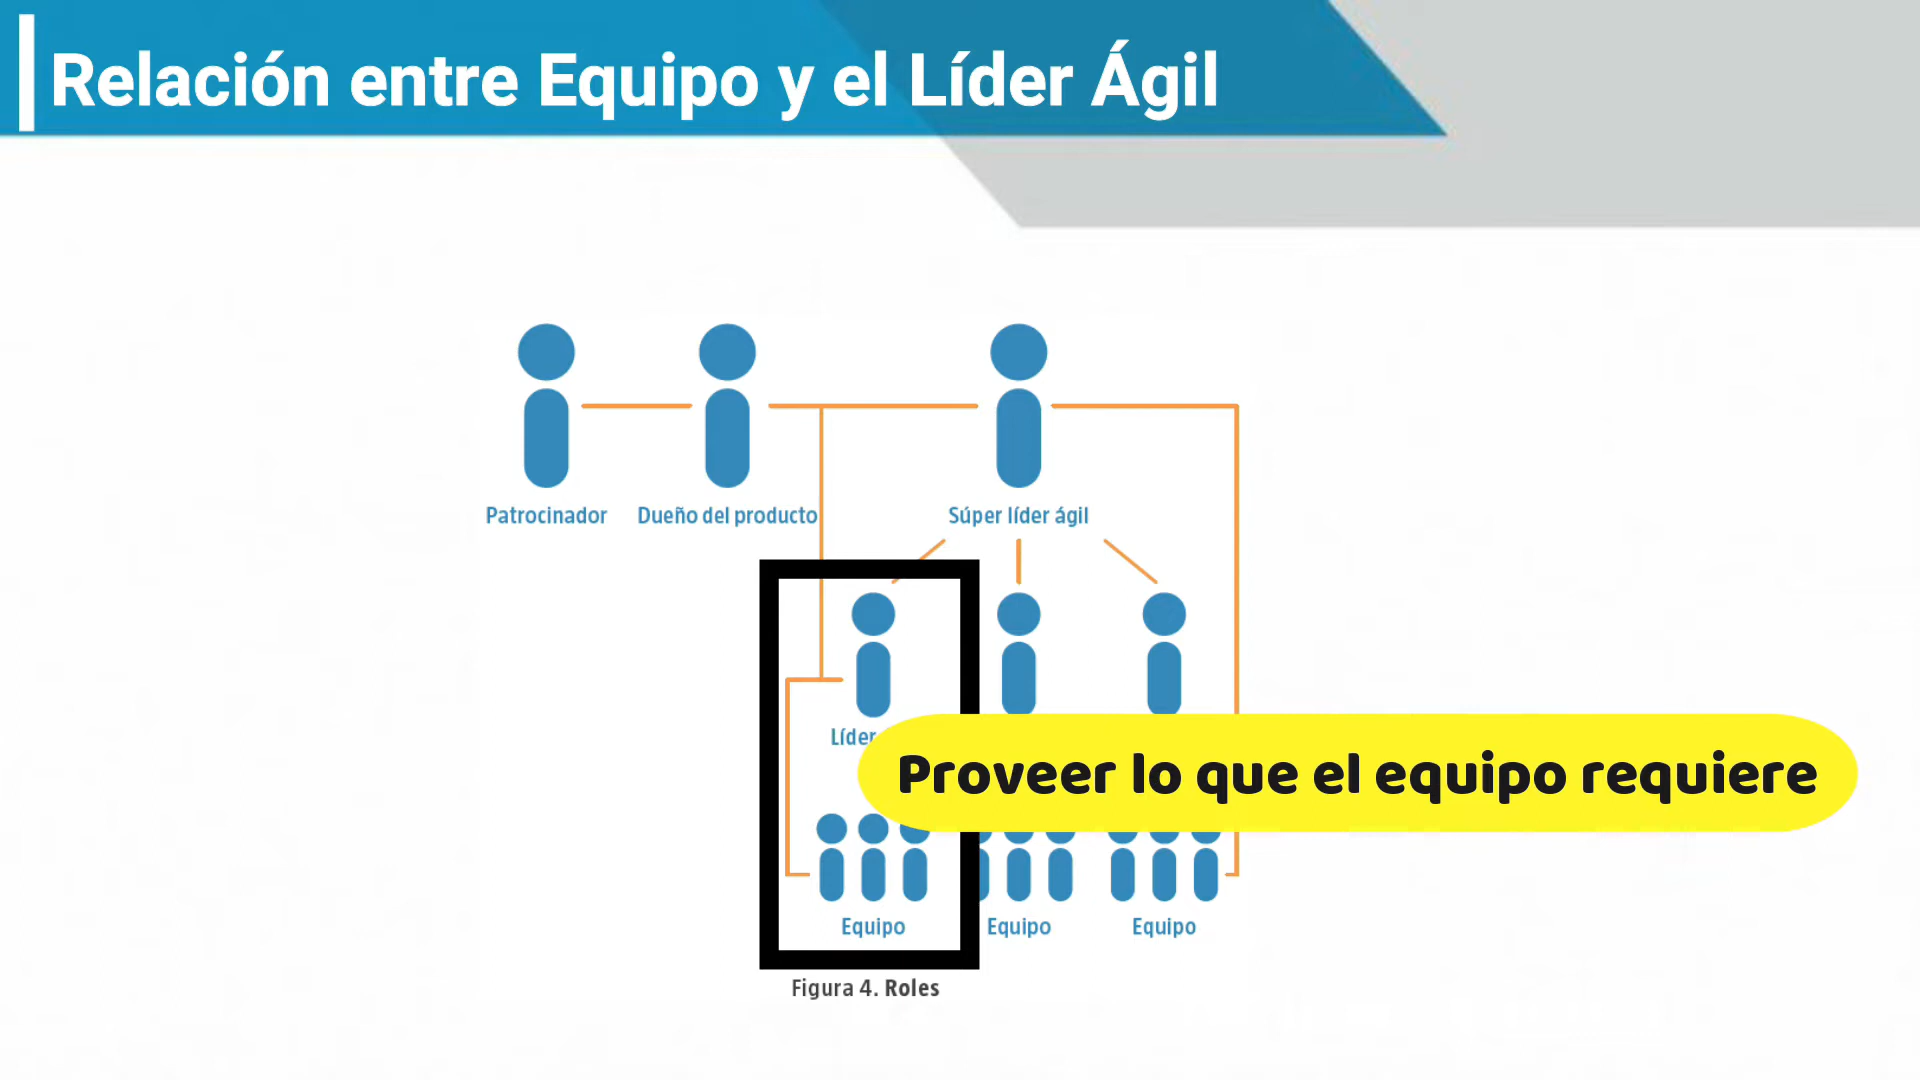 Relación entre Equipo y el Líder Ágil
Patrocinador
Dueño del producto
Súper líder ágil
Líder
Proveer lo que el equipo requiere
Equipo
Equipo
Equipo
Figura 4. Roles